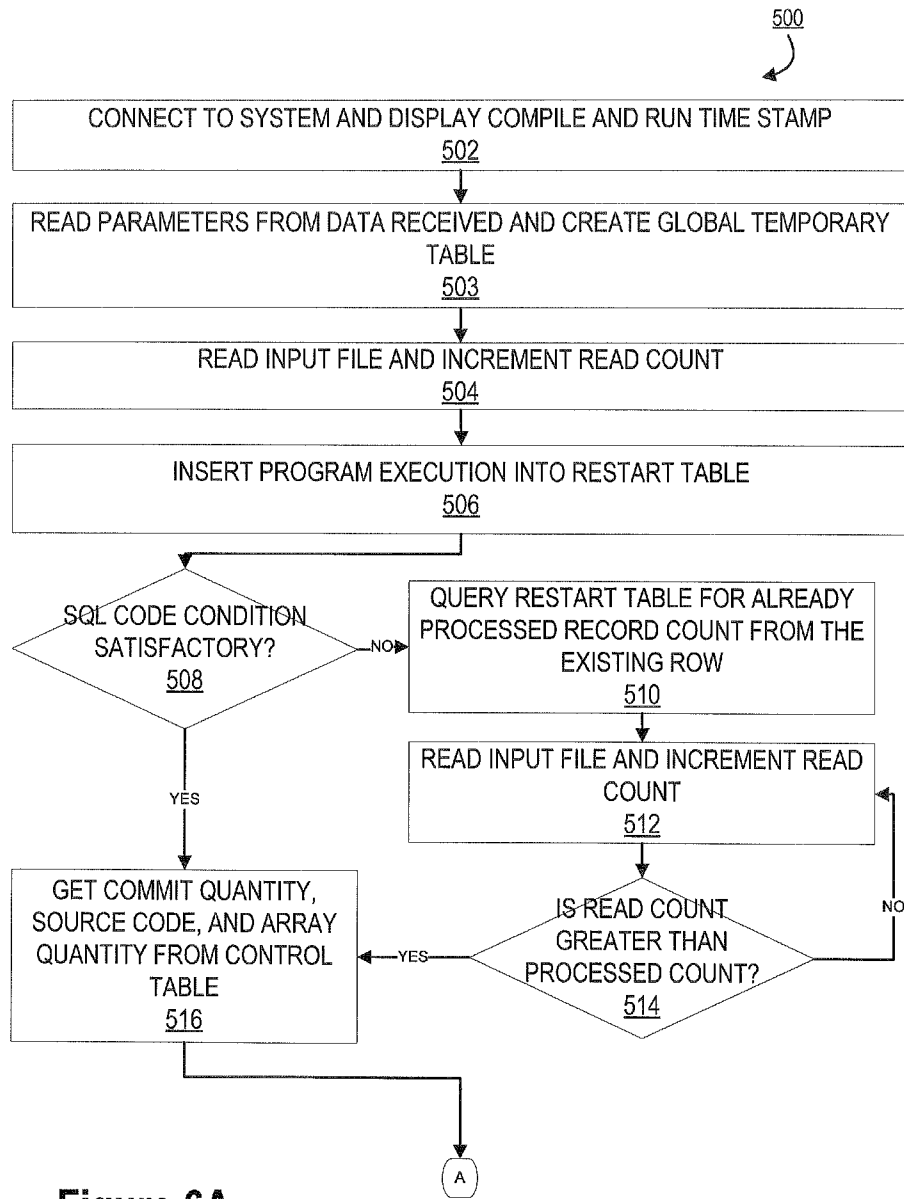 500
CONNECT TO SYSTEM AND DISPLAY COMPILE AND RUN TIME STAMP
502
READ PARAMETERS FROM DATA RECEIVED AND CREATE GLOBAL TEMPORARY
TABLE
503
READ INPUT FILE AND INCREMENT READ COUNT
504
INSERT PROGRAM EXECUTION INTO RESTART TABLE
506
SQL CODE CONDITION
SATISFACTORY?
508
NO
QUERY RESTART TABLE FOR ALREADY
PROCESSED RECORD COUNT FROM THE
EXISTING ROW
510
READ INPUT FILE AND INCREMENT READ
COUNT
512
YES
GET COMMIT QUANTITY,
SOURCE CODE, AND ARRAY
QUANTITY FROM CONTROL
TABLE
516
YES
IS READ COUNT
GREATER THAN
PROCESSED COUNT?
514
NO
A
Figure 6A